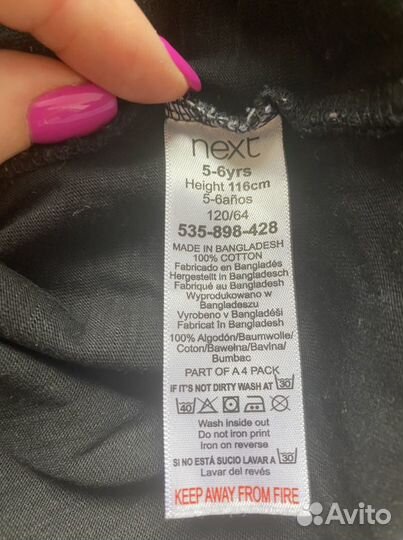 next
5-6yrs
Height 116cm
5-6años
120/64
535-898-428
MADE IN BANGLADESH
100% COTTON
Fabricado en Bangladés
Hergestellt in Bangladesch
Fabriqué au Bangladesh
Wyprodukowano w
Bangladeszu
Vyrobeno v Bangladéši
Fabricat în Bangladesh
100% Algodón/Baumwolle/
Coton/Bawełna/Bavlna/
Bumbac
PART OF A 4 PACK
IF IT'S NOT DIRTY WASH AT 30
40
Wash inside out
Do not iron print
Iron on reverse
SI NO ESTÁ SUCIO LAVAR A 30
Lavar del revés
KEEP AWAY FROM FIRE
Avito